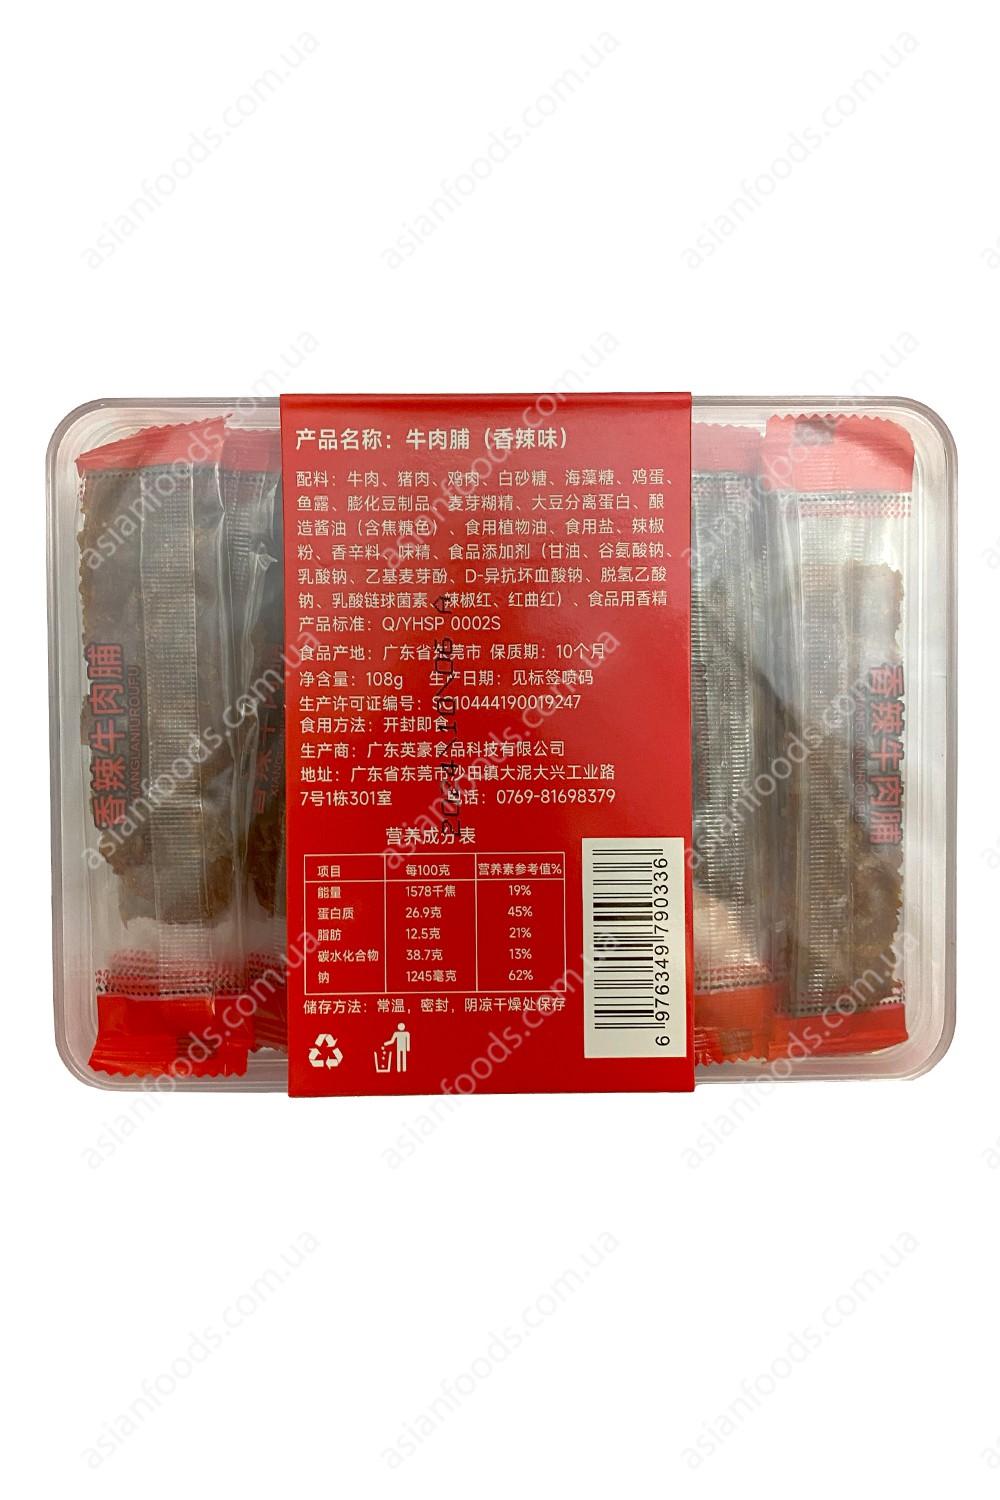 产品名称：牛肉脯（香辣味）
配料：牛肉、猪肉、鸡肉、白砂糖、海藻糖、鸡蛋、
鱼露、膨化豆制品、麦芽糊精、大豆分离蛋白、酿
造酱油（含焦糖色）、食用植物油、食用盐、辣椒
粉、香辛料、味精、食品添加剂（甘油、谷氨酸钠、
乳酸钠、乙基麦芽酚、D-异抗坏血酸钠、脱氢乙酸
钠、乳酸链球菌素、辣椒红、红曲红）、食品用香精
产品标准：Q/YHSP 0002S
食品产地：广东省东莞市 保质期：10个月
净含量：108g 生产日期：见标签喷码
生产许可证编号：SC10444190019247
食用方法：开封即食
生产商：广东英豪食品科技有限公司
地址：广东省东莞市沙田镇大泥大兴工业路
7号1栋301室 电话：0769-81698379
营养成分表
项目 每100克 营养素参考值%
能量 1578千焦 19%
蛋白质 26.9克 45%
脂肪 12.5克 21%
碳水化合物 38.7克 13%
钠 1245毫克 62%
储存方法：常温，密封，阴凉干燥处保存
6 976349 790336
香辣牛肉脯
XIANGLANIUROUFU
香辣牛肉脯
asianfoods.com.ua